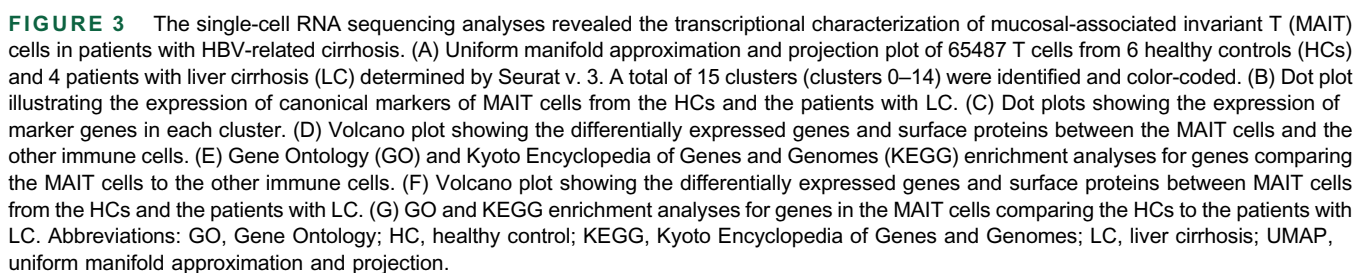 FIGURE 3 The single-cell RNA sequencing analyses revealed the transcriptional characterization of mucosal-associated invariant T (MAIT)
cells in patients with HBV-related cirrhosis. (A) Uniform manifold approximation and projection plot of 65487 T cells from 6 healthy controls (HCs)
and 4 patients with liver cirrhosis (LC) determined by Seurat v. 3. A total of 15 clusters (clusters 0–14) were identified and color-coded. (B) Dot plot
illustrating the expression of canonical markers of MAIT cells from the HCs and the patients with LC. (C) Dot plots showing the expression of
marker genes in each cluster. (D) Volcano plot showing the differentially expressed genes and surface proteins between the MAIT cells and the
other immune cells. (E) Gene Ontology (GO) and Kyoto Encyclopedia of Genes and Genomes (KEGG) enrichment analyses for genes comparing
the MAIT cells to the other immune cells. (F) Volcano plot showing the differentially expressed genes and surface proteins between MAIT cells
from the HCs and the patients with LC. (G) GO and KEGG enrichment analyses for genes in the MAIT cells comparing the HCs to the patients with
LC. Abbreviations: GO, Gene Ontology; HC, healthy control; KEGG, Kyoto Encyclopedia of Genes and Genomes; LC, liver cirrhosis; UMAP,
uniform manifold approximation and projection.